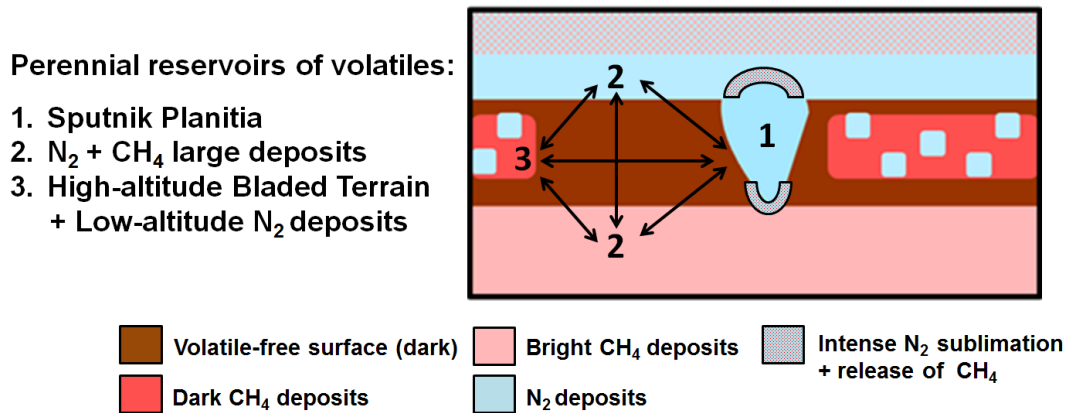 Perennial reservoirs of volatiles:
1. Sputnik Planitia
2. N₂ + CH₄ large deposits
3. High-altitude Bladed Terrain
+ Low-altitude N₂ deposits
2
1
3
2
Volatile-free surface (dark)
Dark CH₄ deposits
Bright CH₄ deposits
N₂ deposits
Intense N₂ sublimation
+ release of CH₄